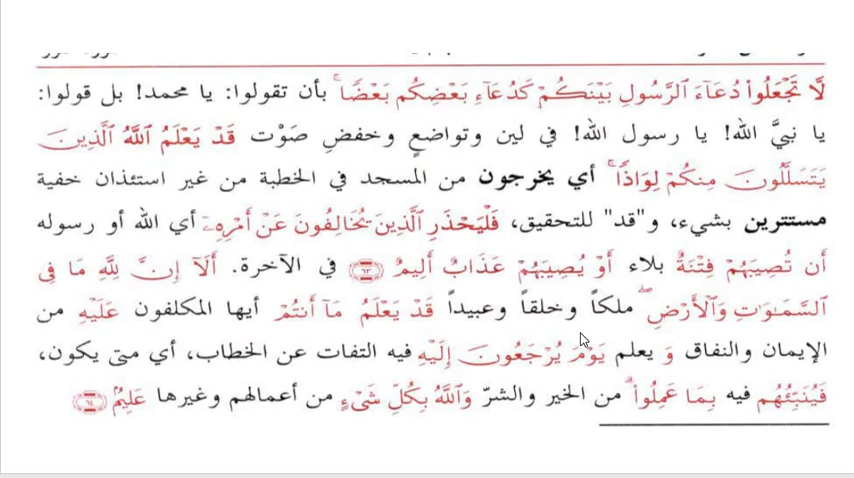 لَّا تَجْعَلُوا۟ دُعَآءَ ٱلرَّسُولِ بَيْنَكُمْ كَدُعَآءِ بَعْضِكُم بَعْضًا ۚ بأن تقولوا: يا محمد! بل قولوا:
يا نبيَّ الله! يا رسول الله! في لين وتواضعٍ وخفضِ صَوْت قَدْ يَعْلَمُ ٱللَّهُ ٱلَّذِينَ
يَتَسَلَّلُونَ مِنكُمْ لِوَاذًا ۚ أي يخرجون من المسجد في الخطبة من غير استئذان خفية
مستترين بشيء، و"قد" للتحقيق، فَلْيَحْذَرِ ٱلَّذِينَ يُخَالِفُونَ عَنْ أَمْرِهِۦٓ أي الله أو رسوله
أَن تُصِيبَهُمْ فِتْنَةٌ بلاء أَوْ يُصِيبَهُمْ عَذَابٌ أَلِيمٌ ﴿٦٣﴾ في الآخرة. أَلَآ إِنَّ لِلَّهِ مَا فِى
ٱلسَّمَـٰوَٰتِ وَٱلْأَرْضِ ۖ ملكاً وخلقاً وعبيداً قَدْ يَعْلَمُ مَآ أَنتُمْ أيها المكلفون عَلَيْهِ من
الإيمان والنفاق وَ يعلم يَوْمَ يُرْجَعُونَ إِلَيْهِ فيه التفات عن الخطاب، أي متى يكون،
فَيُنَبِّئُهُم فيه بِمَا عَمِلُوا۟ ۗ من الخير والشرّ وَٱللَّهُ بِكُلِّ شَىْءٍ من أعمالهم وغيرها عَلِيمٌۢ ﴿٦٤﴾